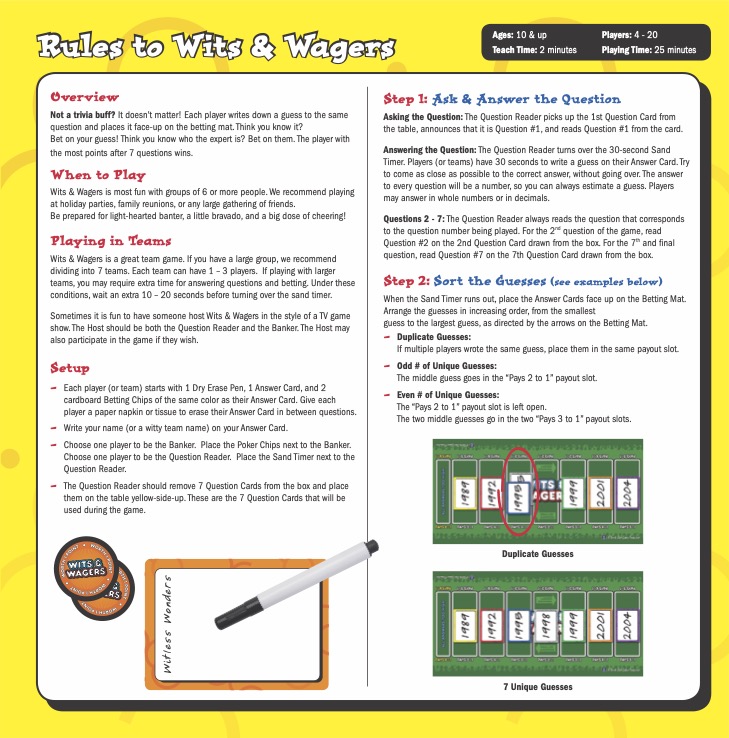 Rules to Wits & Wagers
Ages: 10 & up
Players: 4 - 20
Teach Time: 2 minutes
Playing Time: 25 minutes
Overview
Not a trivia buff? It doesn't matter! Each player writes down a guess to the same
question and places it face-up on the betting mat. Think you know it?
Bet on your guess! Think you know who the expert is? Bet on them. The player with
the most points after 7 questions wins.
When to Play
Wits & Wagers is most fun with groups of 6 or more people. We recommend playing
at holiday parties, family reunions, or any large gathering of friends.
Be prepared for light-hearted banter, a little bravado, and a big dose of cheering!
Playing in Teams
Wits & Wagers is a great team game. If you have a large group, we recommend
dividing into 7 teams. Each team can have 1 – 3 players. If playing with larger
teams, you may require extra time for answering questions and betting. Under these
conditions, wait an extra 10 – 20 seconds before turning over the sand timer.
Sometimes it is fun to have someone host Wits & Wagers in the style of a TV game
show. The Host should be both the Question Reader and the Banker. The Host may
also participate in the game if they wish.
Setup
– Each player (or team) starts with 1 Dry Erase Pen, 1 Answer Card, and 2
cardboard Betting Chips of the same color as their Answer Card. Give each
player a paper napkin or tissue to erase their Answer Card in between questions.
– Write your name (or a witty team name) on your Answer Card.
– Choose one player to be the Banker. Place the Poker Chips next to the Banker.
Choose one player to be the Question Reader. Place the Sand Timer next to the
Question Reader.
– The Question Reader should remove 7 Question Cards from the box and place
them on the table yellow-side-up. These are the 7 Question Cards that will be
used during the game.
WITS &
WAGERS
Witless Wonders
Step 1: Ask & Answer the Question
Asking the Question: The Question Reader picks up the 1st Question Card from
the table, announces that it is Question #1, and reads Question #1 from the card.
Answering the Question: The Question Reader turns over the 30-second Sand
Timer. Players (or teams) have 30 seconds to write a guess on their Answer Card. Try
to come as close as possible to the correct answer, without going over. The answer
to every question will be a number, so you can always estimate a guess. Players
may answer in whole numbers or in decimals.
Questions 2 - 7: The Question Reader always reads the question that corresponds
to the question number being played. For the 2nd question of the game, read
Question #2 on the 2nd Question Card drawn from the box. For the 7th and final
question, read Question #7 on the 7th Question Card drawn from the box.
Step 2: Sort the Guesses (see examples below)
When the Sand Timer runs out, place the Answer Cards face up on the Betting Mat.
Arrange the guesses in increasing order, from the smallest
guess to the largest guess, as directed by the arrows on the Betting Mat.
– Duplicate Guesses:
If multiple players wrote the same guess, place them in the same payout slot.
– Odd # of Unique Guesses:
The middle guess goes in the "Pays 2 to 1" payout slot.
– Even # of Unique Guesses:
The "Pays 2 to 1" payout slot is left open.
The two middle guesses go in the two "Pays 3 to 1" payout slots.
1989 1992 1995 WITS & WAGERS 1999 2001 2004
Duplicate Guesses
1989 1992 1995 1998 1999 2001 2004
7 Unique Guesses